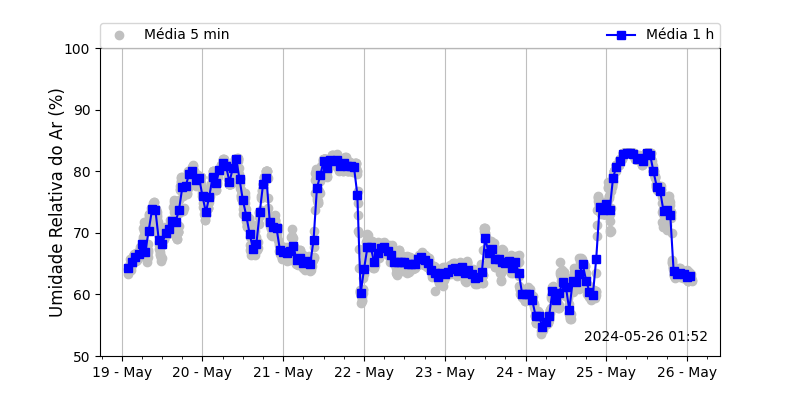 Média 5 min Média 1 h
100
90
80
70
60
50
Umidade Relativa do Ar (%)
2024-05-26 01:52
19 - May 20 - May 21 - May 22 - May 23 - May 24 - May 25 - May 26 - May